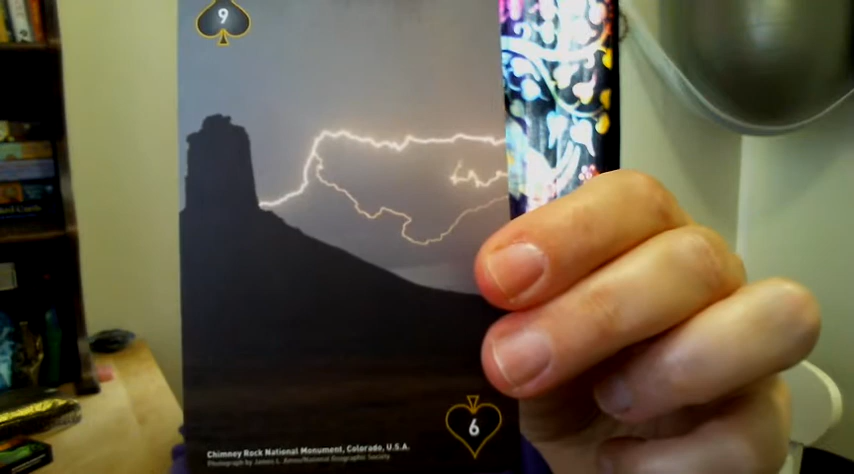 9
6
Chimney Rock National Monument, Colorado, U.S.A.
Photograph by James L. Amos/National Geographic Society